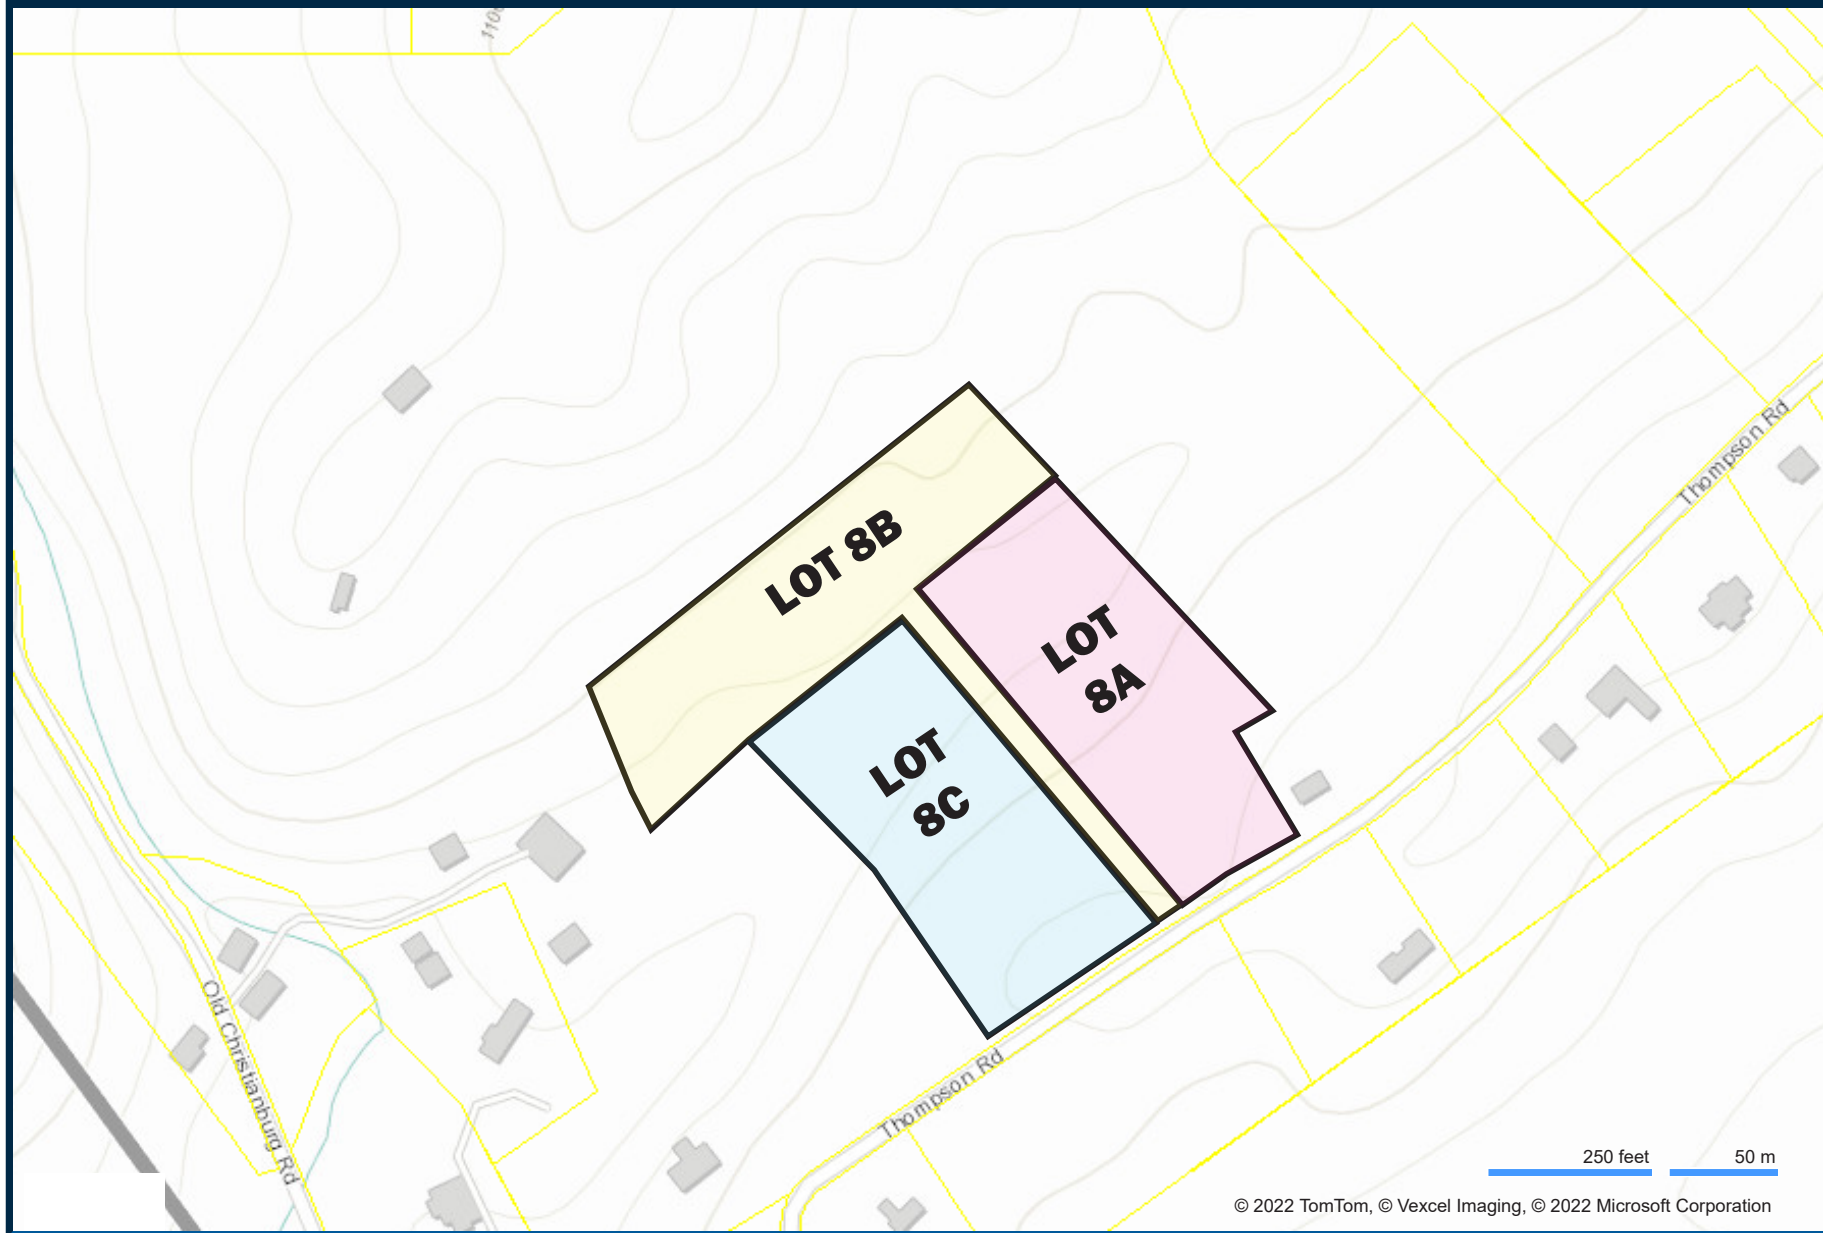 1100
Thompson Rd
LOT 8B
LOT
8A
LOT
8C
Old Christianburg Rd
Thompson Rd
250 feet
50 m
© 2022 TomTom, © Vexcel Imaging, © 2022 Microsoft Corporation